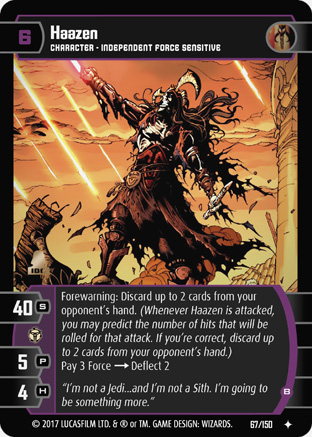 6
Haazen
CHARACTER - INDEPENDENT FORCE SENSITIVE
IDC
40 S
5 P
4 H
Forewarning: Discard up to 2 cards from your
opponent's hand. (Whenever Haazen is attacked,
you may predict the number of hits that will be
rolled for that attack. If you're correct, discard up
to 2 cards from your opponent's hand.)
Pay 3 Force → Deflect 2
"I'm not a Jedi...and I'm not a Sith. I'm going to
be something more."
B
© 2017 LUCASFILM LTD. & ® or TM. GAME DESIGN: WIZARDS.
67/150